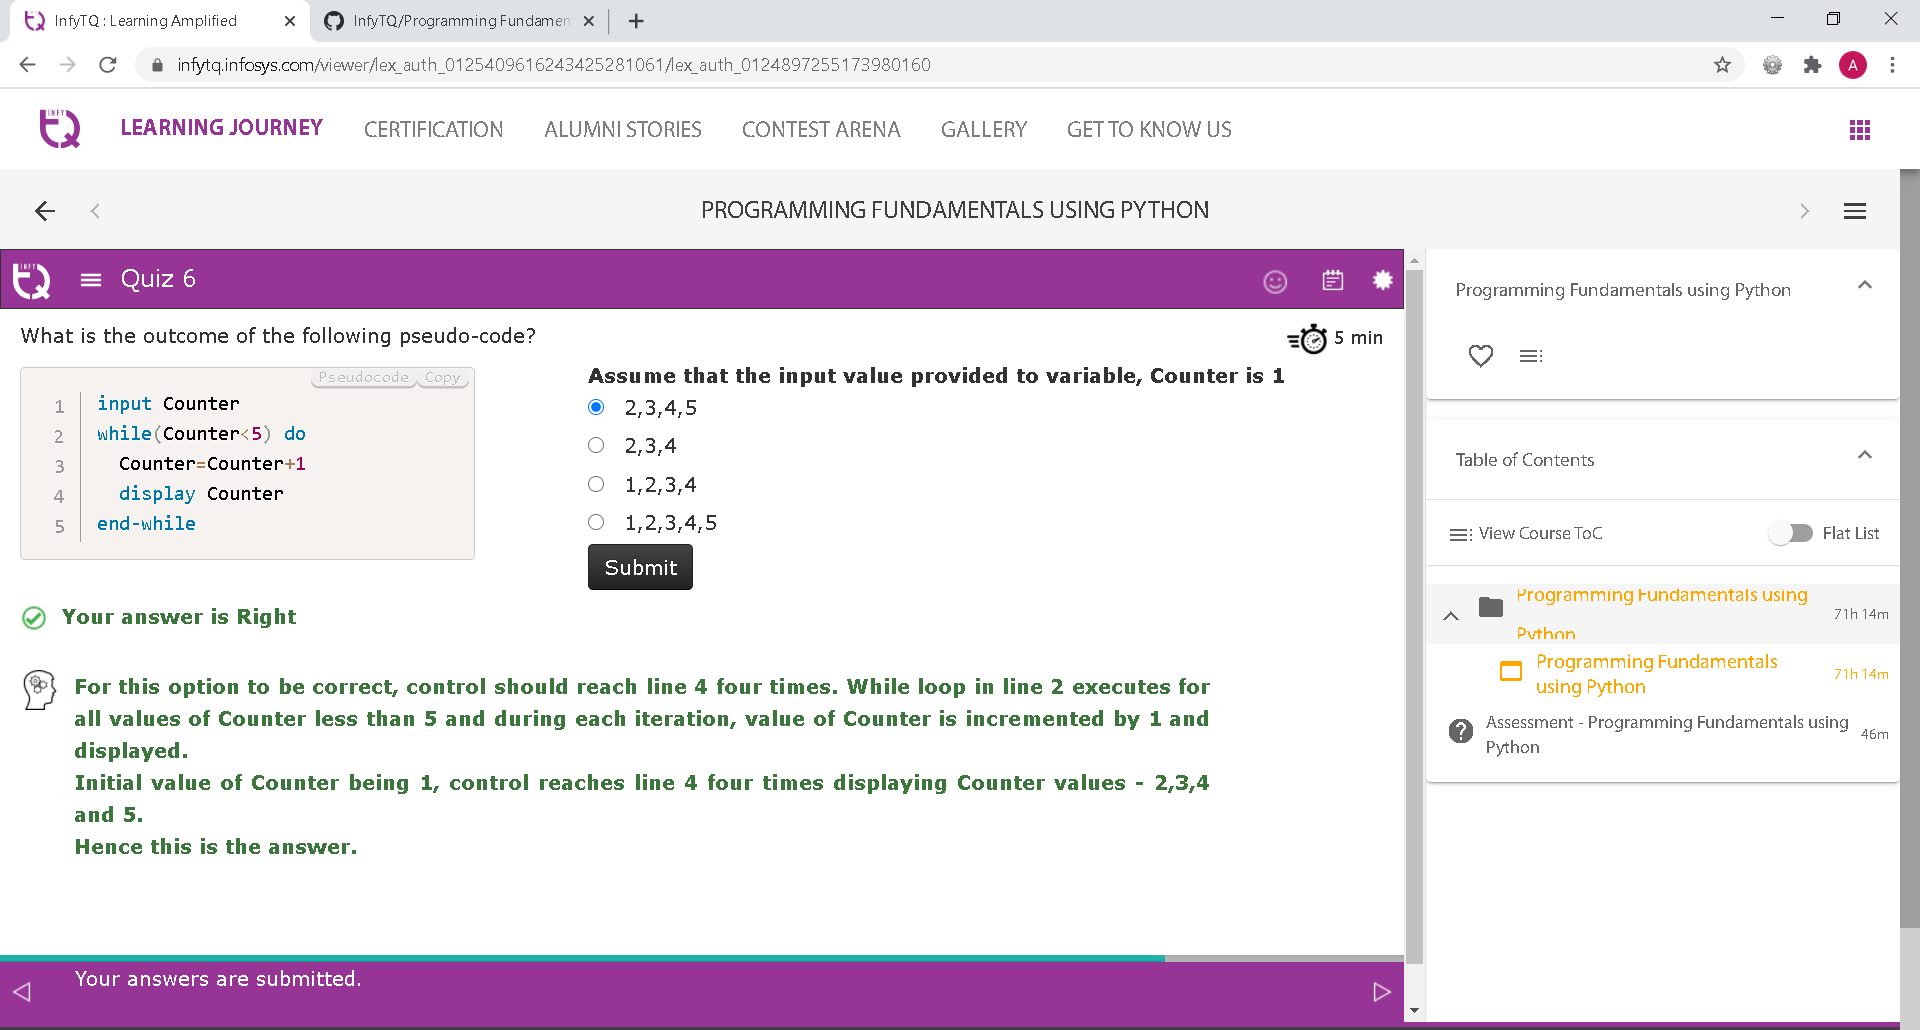 InfyTQ : Learning Amplified
InfyTQ/Programming Fundamen
infytq.infosys.com/viewer/lex_auth_0125409616243425281061/lex_auth_0124897255173980160
A
INFY
LEARNING JOURNEY
CERTIFICATION
ALUMNI STORIES
CONTEST ARENA
GALLERY
GET TO KNOW US
PROGRAMMING FUNDAMENTALS USING PYTHON
INFY
Quiz 6
What is the outcome of the following pseudo-code?
5 min
Pseudocode
Copy
1 input Counter
2 while(Counter<5) do
3 Counter=Counter+1
4 display Counter
5 end-while
Assume that the input value provided to variable, Counter is 1
2,3,4,5
2,3,4
1,2,3,4
1,2,3,4,5
Submit
Your answer is Right
For this option to be correct, control should reach line 4 four times. While loop in line 2 executes for
all values of Counter less than 5 and during each iteration, value of Counter is incremented by 1 and
displayed.
Initial value of Counter being 1, control reaches line 4 four times displaying Counter values - 2,3,4
and 5.
Hence this is the answer.
Your answers are submitted.
Programming Fundamentals using Python
Table of Contents
View Course ToC
Flat List
Programming Fundamentals using
Python
71h 14m
Programming Fundamentals
using Python
71h 14m
Assessment - Programming Fundamentals using
Python
46m